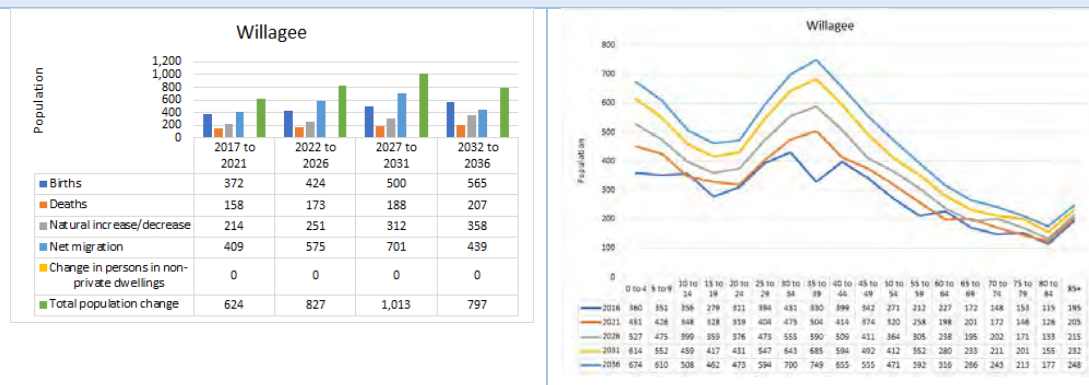 Willagee
Population
1,200
1,000
800
600
400
200
0
2017 to 2021 2022 to 2026 2027 to 2031 2032 to 2036
Births 372 424 500 565
Deaths 158 173 188 207
Natural increase/decrease 214 251 312 358
Net migration 409 575 701 439
Change in persons in non-
private dwellings 0 0 0 0
Total population change 624 827 1,013 797
Willagee
Population
800
700
600
500
400
300
200
100
0
0 to 4 5 to 9 10 to 14 15 to 19 20 to 24 25 to 29 30 to 34 35 to 39 40 to 44 45 to 49 50 to 54 55 to 59 60 to 64 65 to 69 70 to 74 75 to 79 80 to 84 85+
2016 360 351 356 279 311 394 431 330 399 342 271 212 227 172 148 153 115 195
2021 451 426 348 328 319 404 475 504 414 374 320 258 198 201 172 146 126 205
2026 527 475 399 359 376 473 555 590 509 411 364 305 238 195 202 171 133 215
2031 614 552 459 417 431 547 643 685 594 492 412 352 280 233 211 201 155 232
2036 674 610 508 462 473 594 700 749 655 555 471 392 316 266 243 213 177 248